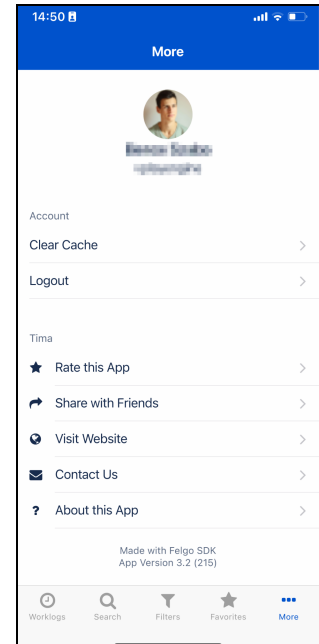 14:50
More
Account
Clear Cache
Logout
Tima
Rate this App
Share with Friends
Visit Website
Contact Us
? About this App
Made with Felgo SDK
App Version 3.2 (215)
Worklogs Search Filters Favorites More